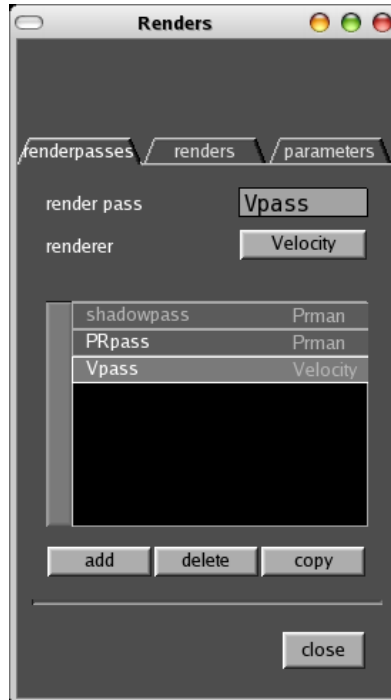 Renders
renderpasses renders parameters
render pass Vpass
renderer Velocity
shadowpass Prman
PRpass Prman
Vpass Velocity
add delete copy
close